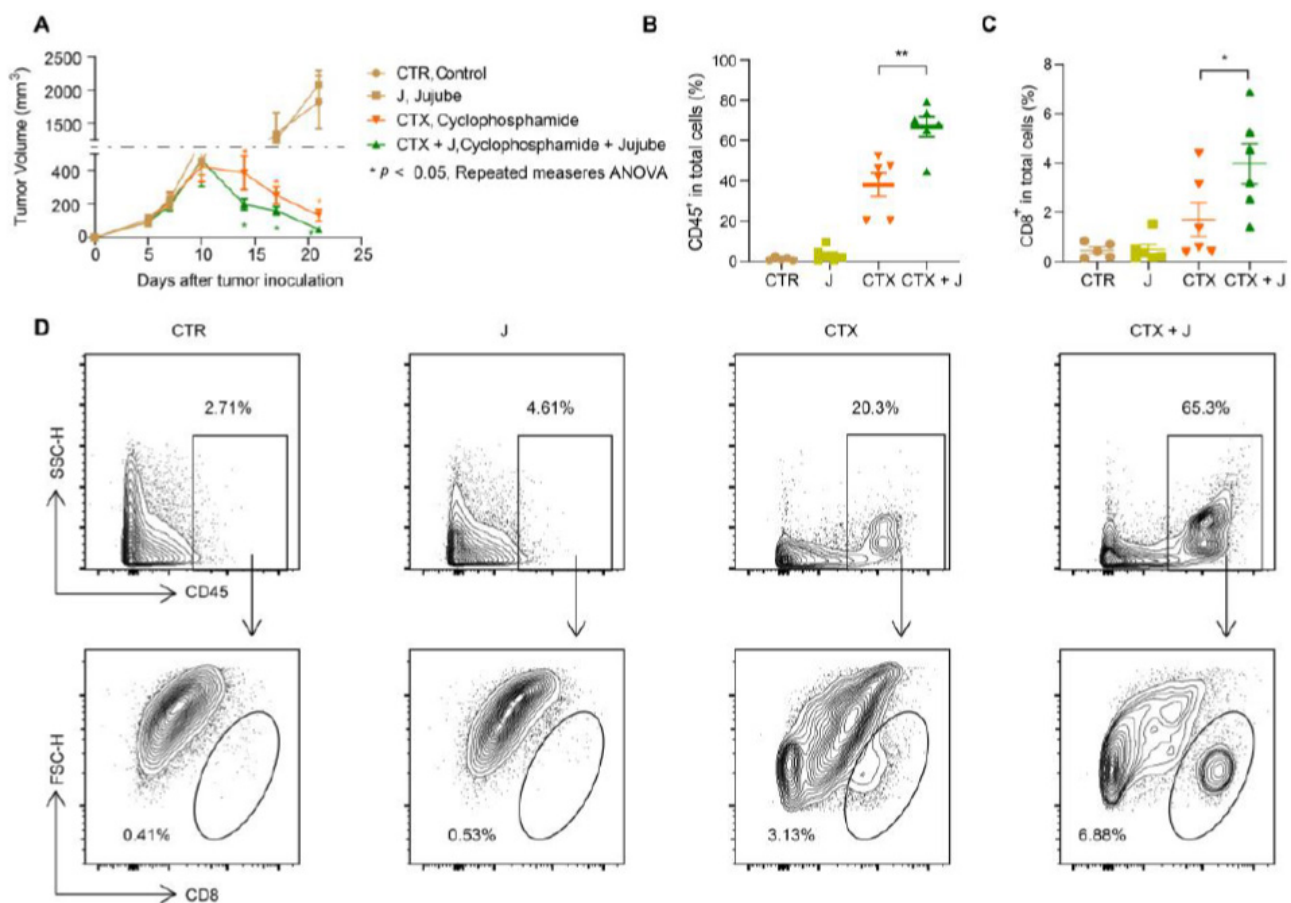 A
Tumor Volume (mm³)
2500
2000
1500
400
200
0
0 5 10 15 20 25
Days after tumor inoculation
CTR, Control
J, Jujube
CTX, Cyclophosphamide
CTX + J, Cyclophosphamide + Jujube
* p < 0.05, Repeated measeres ANOVA
B
CD45⁺ in total cells (%)
100
80
60
40
20
0
**
CTR J CTX CTX + J
C
CD8⁺ in total cells (%)
8
6
4
2
0
*
CTR J CTX CTX + J
D
CTR J CTX CTX + J
2.71% 4.61% 20.3% 65.3%
SSC-H
CD45
FSC-H
0.41% 0.53% 3.13% 6.88%
CD8